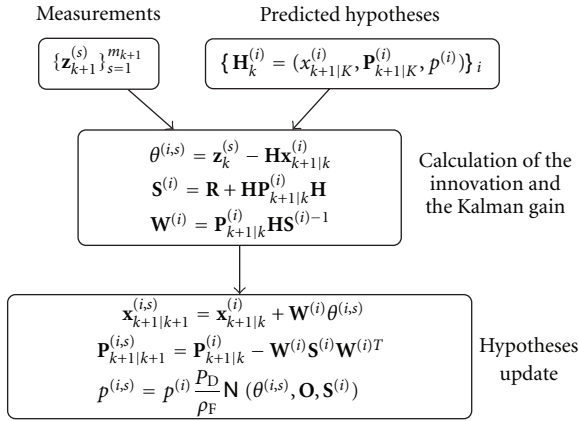 Measurements
Predicted hypotheses
{z_{k+1}^{(s)}}_{s=1}^{m_{k+1}}
{ H_k^{(i)} = (x_{k+1|K}^{(i)}, P_{k+1|K}^{(i)}, p^{(i)})}_i
θ^{(i,s)} = z_k^{(s)} − Hx_{k+1|k}^{(i)}
S^{(i)} = R + HP_{k+1|k}^{(i)}H
W^{(i)} = P_{k+1|k}^{(i)}HS^{(i)−1}
Calculation of the
innovation and
the Kalman gain
x_{k+1|k+1}^{(i,s)} = x_{k+1|k}^{(i)} + W^{(i)}θ^{(i,s)}
P_{k+1|k+1}^{(i,s)} = P_{k+1|k}^{(i)} − W^{(i)}S^{(i)}W^{(i)T}
p^{(i,s)} = p^{(i)} \frac{P_D}{ρ_F} N (θ^{(i,s)}, O, S^{(i)})
Hypotheses
update